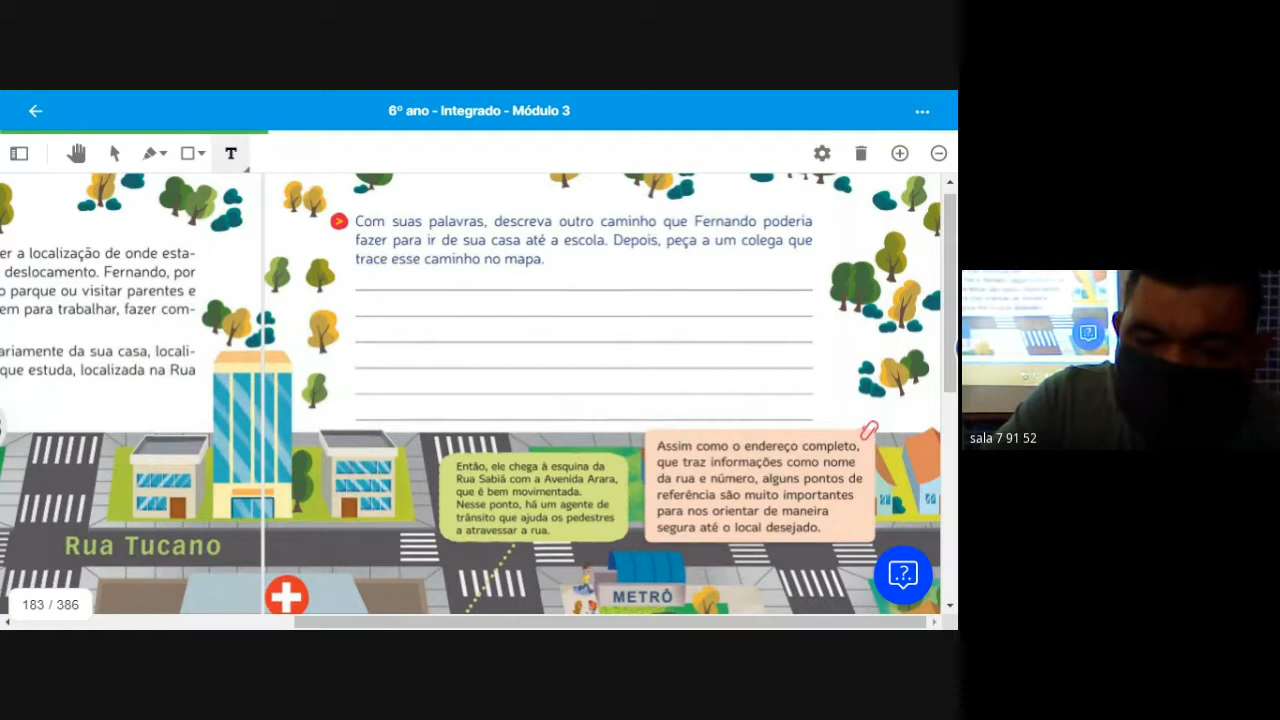 6º ano - Integrado - Módulo 3
T
er a localização de onde esta-
deslocamento. Fernando, por
o parque ou visitar parentes e
em para trabalhar, fazer com-
ariamente da sua casa, locali-
que estuda, localizada na Rua
Com suas palavras, descreva outro caminho que Fernando poderia
fazer para ir de sua casa até a escola. Depois, peça a um colega que
trace esse caminho no mapa.
Então, ele chega à esquina da
Rua Sabiá com a Avenida Arara,
que é bem movimentada.
Nesse ponto, há um agente de
trânsito que ajuda os pedestres
a atravessar a rua.
Assim como o endereço completo,
que traz informações como nome
da rua e número, alguns pontos de
referência são muito importantes
para nos orientar de maneira
segura até o local desejado.
Rua Tucano
METRÔ
183 / 386
sala 7 91 52